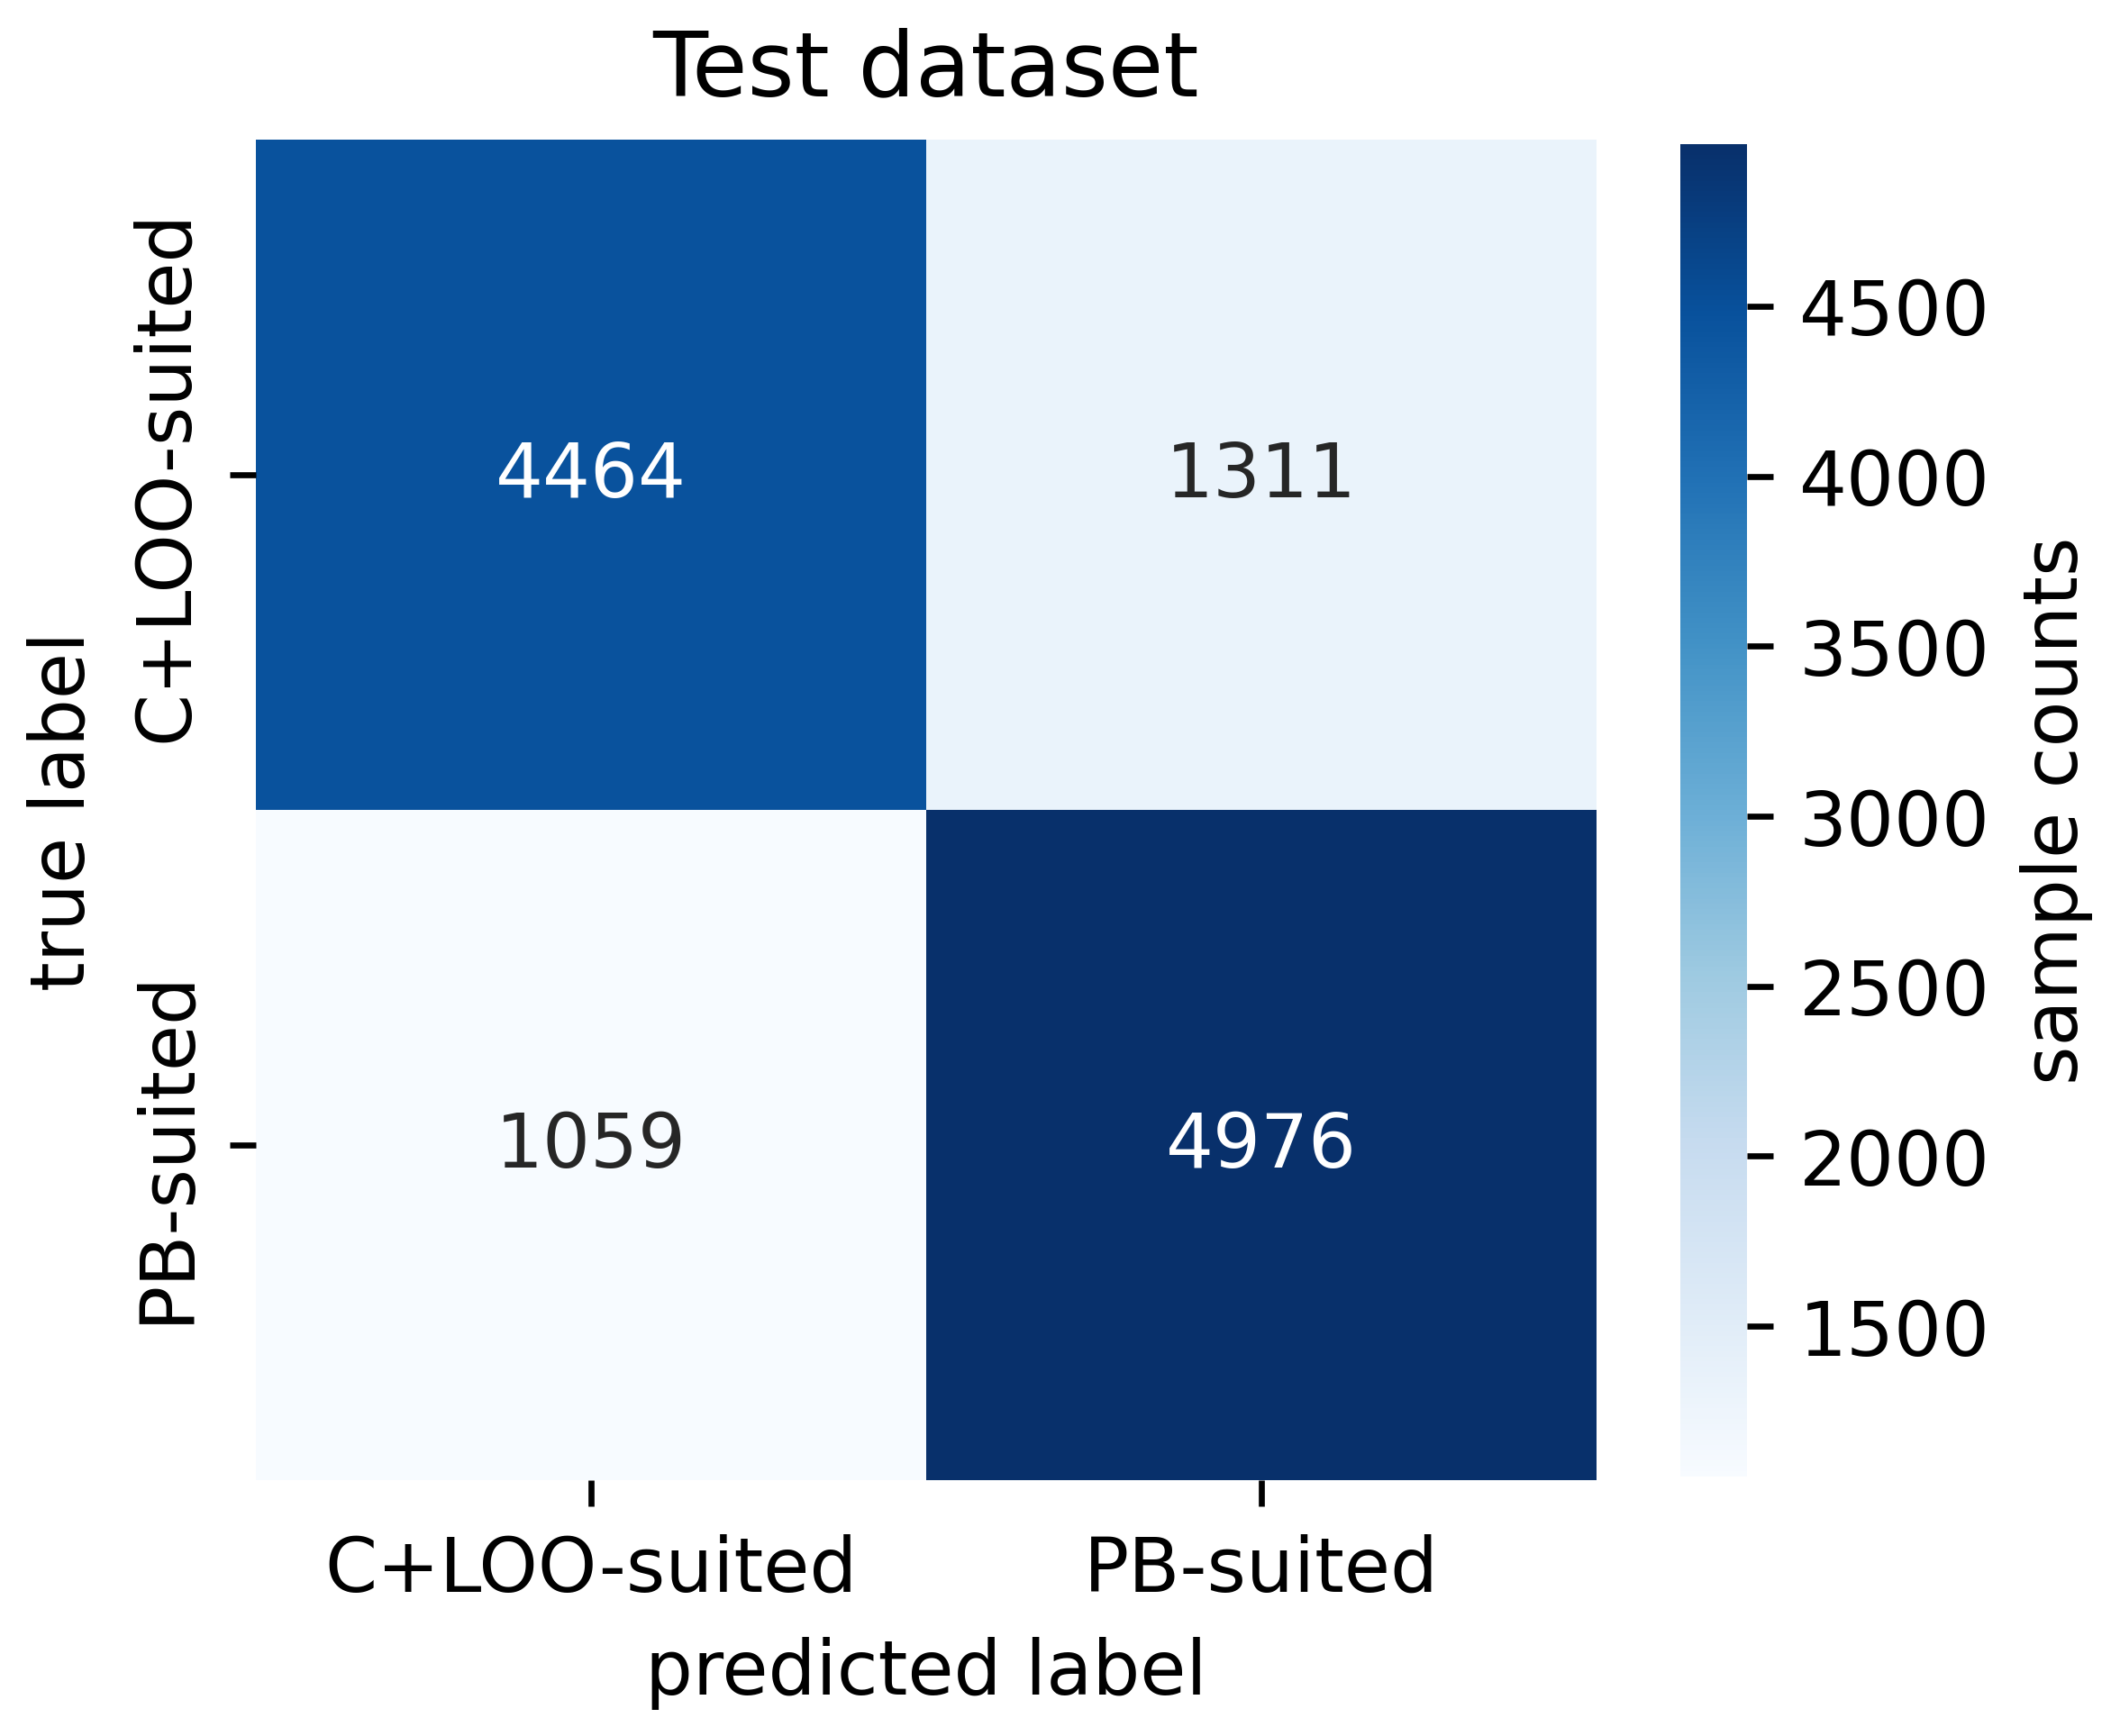 Test dataset
true label
C+LOO-suited
PB-suited
4464
1311
1059
4976
C+LOO-suited
PB-suited
predicted label
4500
4000
3500
3000
2500
2000
1500
sample counts